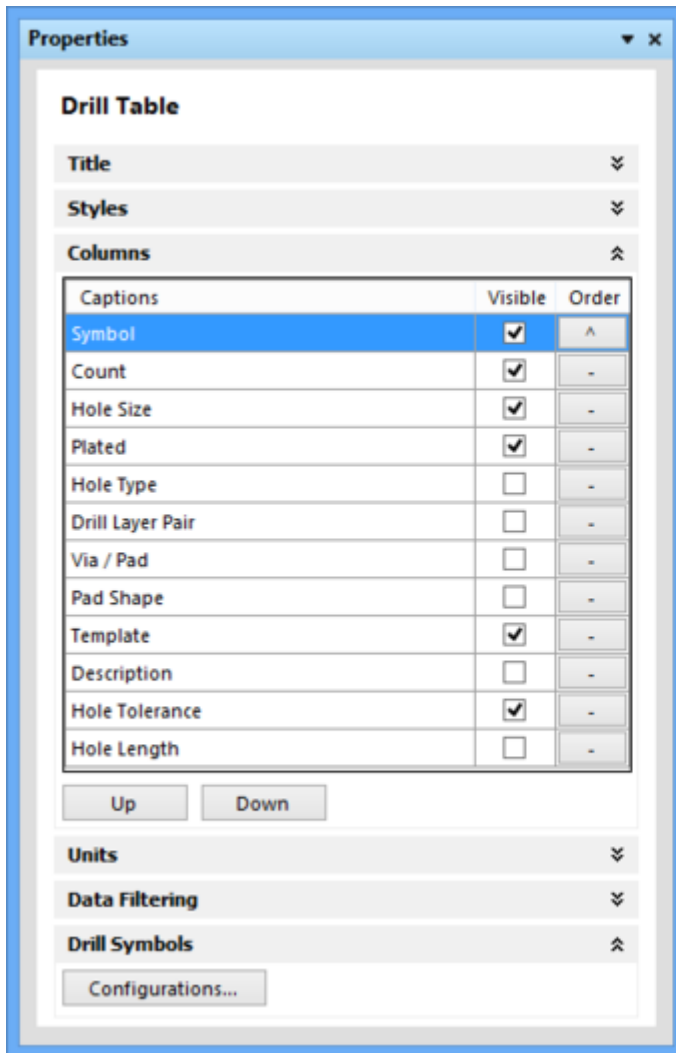 Properties
Drill Table
Title
Styles
Columns
Captions Visible Order
Symbol ^
Count -
Hole Size -
Plated -
Hole Type -
Drill Layer Pair -
Via / Pad -
Pad Shape -
Template -
Description -
Hole Tolerance -
Hole Length -
Up Down
Units
Data Filtering
Drill Symbols
Configurations...